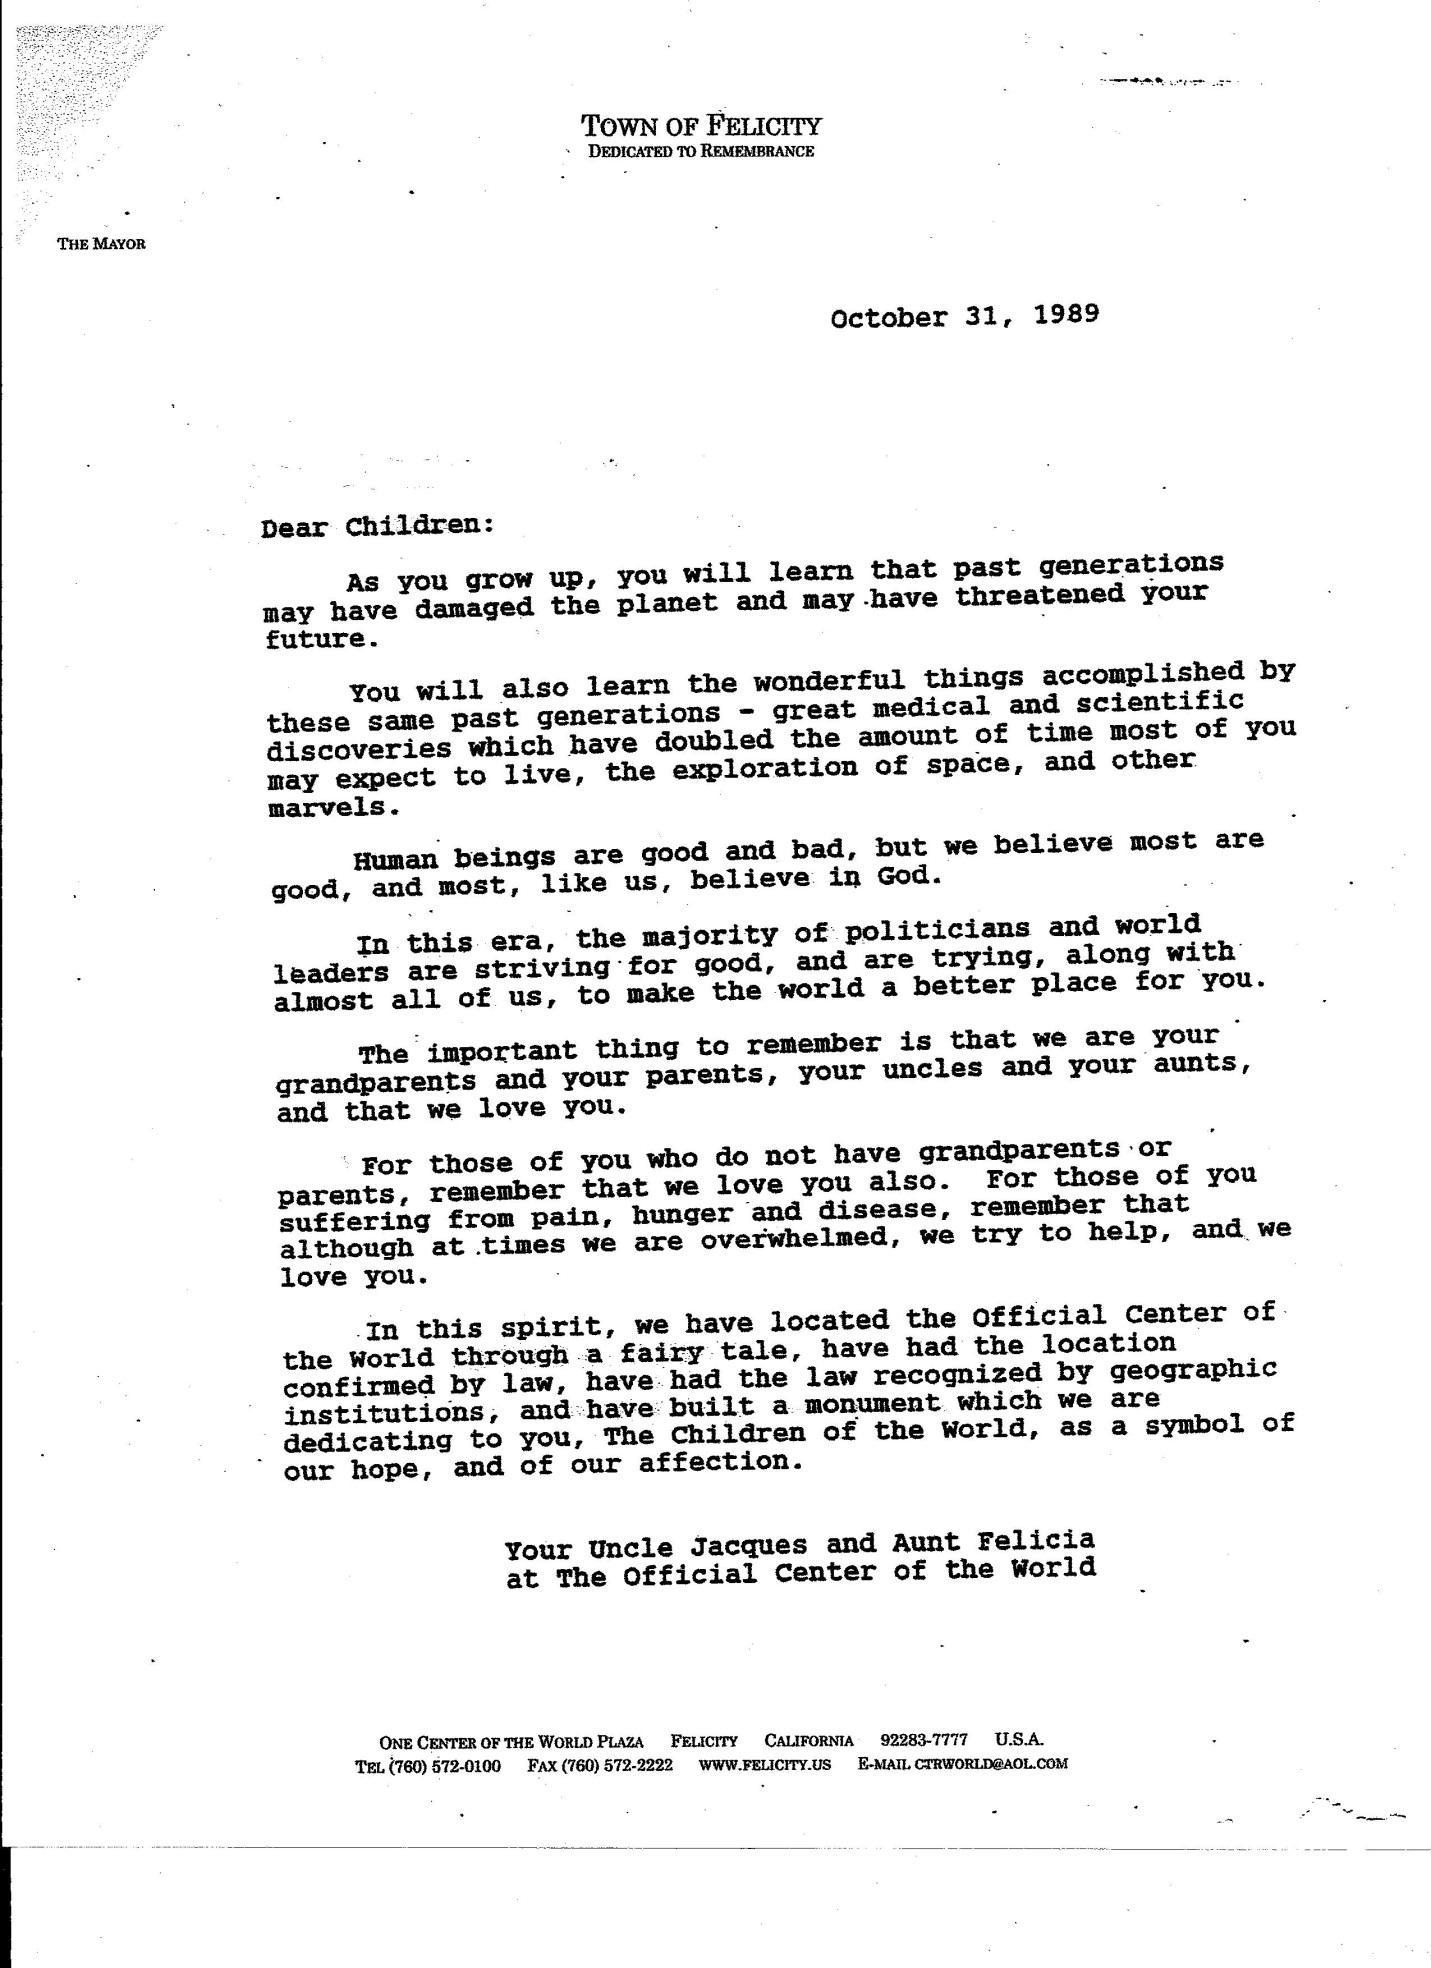 TOWN OF FELICITY
DEDICATED TO REMEMBRANCE
THE MAYOR
October 31, 1989
Dear Children:
As you grow up, you will learn that past generations
may have damaged the planet and may have threatened your
future.
You will also learn the wonderful things accomplished by
these same past generations - great medical and scientific
discoveries which have doubled the amount of time most of you
may expect to live, the exploration of space, and other
marvels.
Human beings are good and bad, but we believe most are
good, and most, like us, believe in God.
In this era, the majority of politicians and world
leaders are striving for good, and are trying, along with
almost all of us, to make the world a better place for you.
The important thing to remember is that we are your
grandparents and your parents, your uncles and your aunts,
and that we love you.
For those of you who do not have grandparents or
parents, remember that we love you also. For those of you
suffering from pain, hunger and disease, remember that
although at times we are overwhelmed, we try to help, and we
love you.
In this spirit, we have located the Official Center of
the World through a fairy tale, have had the location
confirmed by law, have had the law recognized by geographic
institutions, and have built a monument which we are
dedicating to you, The Children of the World, as a symbol of
our hope, and of our affection.
Your Uncle Jacques and Aunt Felicia
at The Official Center of the World
ONE CENTER OF THE WORLD PLAZA FELICITY CALIFORNIA 92283-7777 U.S.A.
TEL (760) 572-0100 FAX (760) 572-2222 WWW.FELICITY.US E-MAIL CTRWORLD@AOL.COM